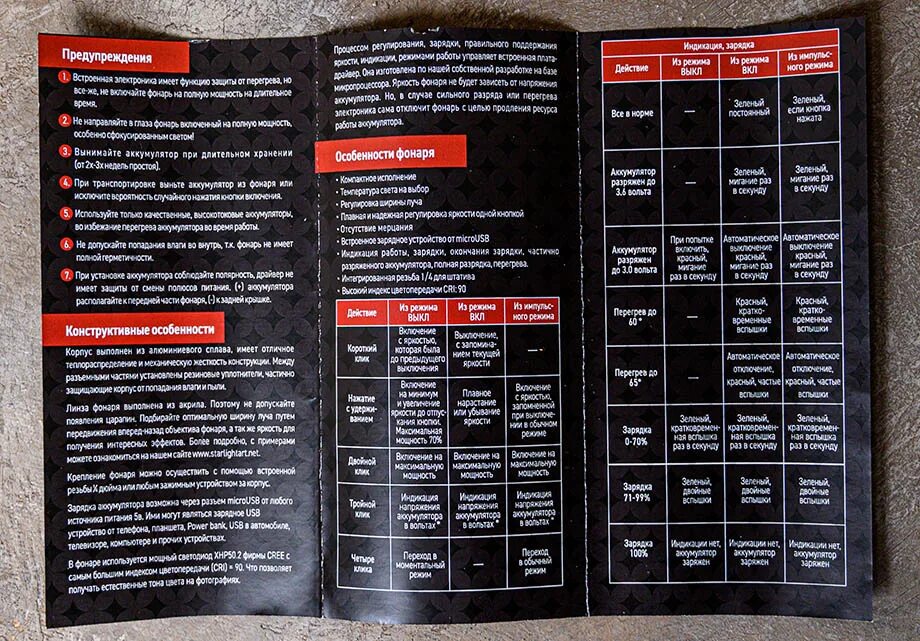 Предупреждения
1. Встроенная электроника имеет функцию защиты от перегрева, но
все-же, не включайте фонарь на полную мощность на длительное
время.
2. Не направляйте в глаза фонарь включенный на полную мощность,
особенно сфокусированным светом!
3. Вынимайте аккумулятор при длительном хранении
(от 2х-3х недель простоя).
4. При транспортировке выньте аккумулятор из фонаря или
исключите вероятность случайного нажатия кнопки включения.
5. Используйте только качественные, высокотоковые аккумуляторы,
во избежание перегрева аккумулятора во время работы.
6. Не допускайте попадания влаги во внутрь, т.к. фонарь не имеет
полной герметичности.
7. При установке аккумулятора соблюдайте полярность, драйвер не
имеет защиты от смены полюсов питания. (+) аккумулятора
располагайте к передней части фонаря, (-) к задней крышке.
Конструктивные особенности
Корпус выполнен из алюминиевого сплава, имеет отличное
теплораспределение и механическую жесткость конструкции. Между
разъемными частями установлены резиновые уплотнители, частично
защищающие корпус от попадания влаги и пыли.
Линза фонаря выполнена из акрила. Поэтому не допускайте
появления царапин. Подбирайте оптимальную ширину луча путем
передвижения вперед-назад объектива фонаря, а так же яркость для
получения интересных эффектов. Более подробно, с примерами
можете ознакомиться на нашем сайте www.starlightart.net.
Крепление фонаря можно осуществить с помощью встроенной
резьбы X дюйма или любым зажимным устройством за корпус.
Зарядка аккумулятора возможна через разъем microUSB от любого
источника питания 5в. Ими могут являться зарядное USB
устройство от телефона, планшета, Power bank, USB в автомобиле,
телевизоре, компьютере и прочих устройствах.
В фонаре используется мощный светодиод XHP50.2 фирмы CREE с
самым большим индексом цветопередачи (CRI) = 90. Что позволяет
получать естественные тона цвета на фотографиях.
Процессом регулирования, зарядки, правильного поддержания
яркости, индикации, режимами работы управляет встроенная плата-
драйвер. Она изготовлена по нашей собственной разработке на базе
микропроцессора. Яркость фонаря не будет зависеть от напряжения
аккумулятора. Но, в случае сильного разряда или перегрева
электроника сама отключит фонарь с целью продления ресурса
работы аккумулятора.
Особенности фонаря
· Компактное исполнение
· Температура света на выбор
· Регулировка ширины луча
· Плавная и надежная регулировка яркости одной кнопкой
· Отсутствие мерцания
· Встроенное зарядное устройство от microUSB
· Индикация работы, зарядки, окончания зарядки, частично
разряженного аккумулятора, полная разрядка, перегрева.
· Интегрированная резьба 1/4 для штатива
· Высокий индекс цветопередачи CRI: 90
Действие
Из режима
ВЫКЛ
Из режима
ВКЛ
Из импульс-
ного режима
Короткий
клик
Включение
с яркостью,
которая была
до предыдущего
выключения
Выключение,
с запомина-
нием текущей
яркости
—
Нажатие
с удержи-
ванием
Включение
на минимум
и увеличение
яркости до отпус-
кания кнопки.
Максимальная
мощность 70%
Плавное
нарастание
или убывание
яркости
Включение
с яркостью,
запомненной
при выключе-
нии в обычном
режиме
Двойной
клик
Включение на
максимальную
мощность
Включение на
максимальную
мощность
Включение на
максимальную
мощность
Тройной
клик
Индикация
напряжения
аккумулятора
в вольтах *
Индикация
напряжения
аккумулятора
в вольтах *
Индикация
напряжения
аккумулятора
в вольтах *
Четыре
клика
Переход в
моментальный
режим
—
Переход
в обычный
режим
Индикация, зарядка
Действие
Из режима
ВЫКЛ
Из режима
ВКЛ
Из импульс-
ного режима
Все в норме
—
Зеленый
постоянный
Зеленый,
если кнопка
нажата
Аккумулятор
разряжен до
3,6 вольта
—
Зеленый,
мигание раз
в секунду
Зеленый,
мигание раз
в секунду
Аккумулятор
разряжен
до 3.0 вольта
При попытке
включить,
красный,
мигание
раз в секунду
Автоматическое
выключение
красный,
мигание раз
в секунду
Автоматическое
выключение
красный,
мигание раз
в секунду
Перегрев до
60 °
—
Красный,
кратко-
временные
вспышки
Красный,
кратко-
временные
вспышки
Перегрев до
65°
—
Автоматическое
отключение,
красный, частые
вспышки
Автоматическое
отключение,
красный, частые
вспышки
Зарядка
0-70%
Зеленый,
кратковремен-
ная вспышка
раз в секунду
Зеленый,
кратковремен-
ная вспышка
раз в секунду
Зеленый,
кратковремен-
ная вспышка
раз в секунду
Зарядка
71-99%
Зеленый,
двойные
вспышки
Зеленый,
двойные
вспышки
Зеленый,
двойные
вспышки
Зарядка
100%
Индикации нет,
аккумулятор
заряжен
Индикации нет,
аккумулятор
заряжен
Индикации нет,
аккумулятор
заряжен